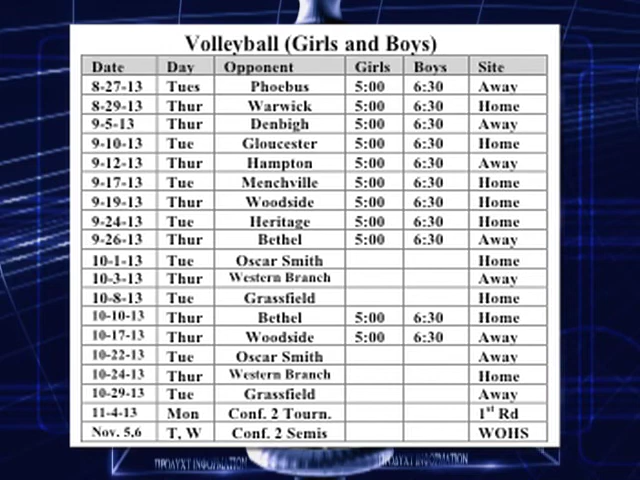 Volleyball (Girls and Boys)
Date Day Opponent Girls Boys Site
8-27-13 Tues Phoebus 5:00 6:30 Away
8-29-13 Thur Warwick 5:00 6:30 Home
9-5-13 Thur Denbigh 5:00 6:30 Away
9-10-13 Tue Gloucester 5:00 6:30 Home
9-12-13 Thur Hampton 5:00 6:30 Away
9-17-13 Tue Menchville 5:00 6:30 Home
9-19-13 Thur Woodside 5:00 6:30 Home
9-24-13 Tue Heritage 5:00 6:30 Home
9-26-13 Thur Bethel 5:00 6:30 Away
10-1-13 Tue Oscar Smith Home
10-3-13 Thur Western Branch Away
10-8-13 Tue Grassfield Home
10-10-13 Thur Bethel 5:00 6:30 Home
10-17-13 Thur Woodside 5:00 6:30 Away
10-22-13 Tue Oscar Smith Away
10-24-13 Thur Western Branch Home
10-29-13 Tue Grassfield Away
11-4-13 Mon Conf. 2 Tourn. 1st Rd
Nov. 5,6 T, W Conf. 2 Semis WOHS